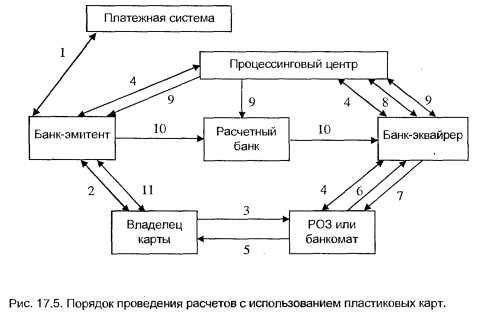 Платежная система
1
Процессинговый центр
4
9
9
4
8
9
Банк-эмитент
10
Расчетный
банк
10
Банк-эквайрер
2
11
4
6
7
Владелец
карты
3
5
РОЗ или
банкомат
Рис. 17.5. Порядок проведения расчетов с использованием пластиковых карт.